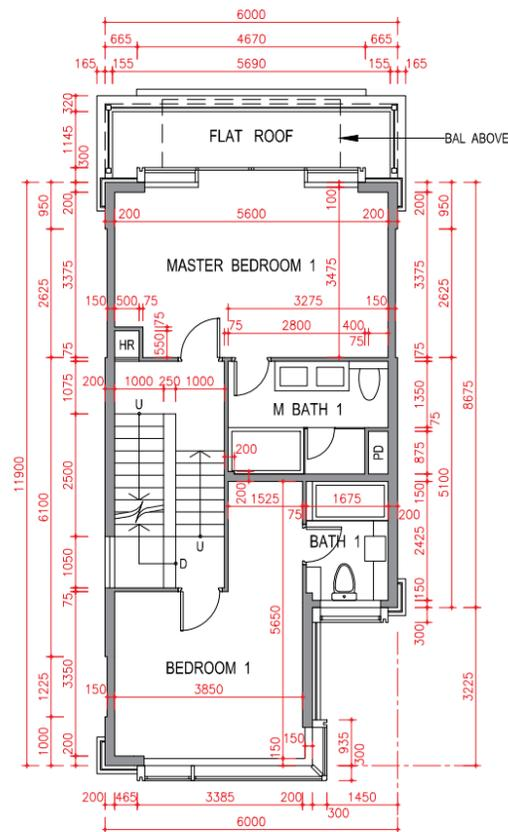 6000
665 4670 665
165 155 5690 155 165
320
1145
300
FLAT ROOF
BAL ABOVE
950 200 100 200 950
200 5600 200
MASTER BEDROOM 1
2625 3375 3475 3375 2625
150 500 75 3275 150
75 2800 400
75
550 75
HR
75 75
200 1000 250 1000
1075 1350
U
M BATH 1
8675
75
200
875
PD
150
11900
6100
2500
200
1525 1675 200
75
5100
BATH 1
2425
U
D
1050
75
150
300
5650
BEDROOM 1
3350
150 3850
1225
3225
1000
200
150
150
935
300
200 465 3385 200 1450
300
6000